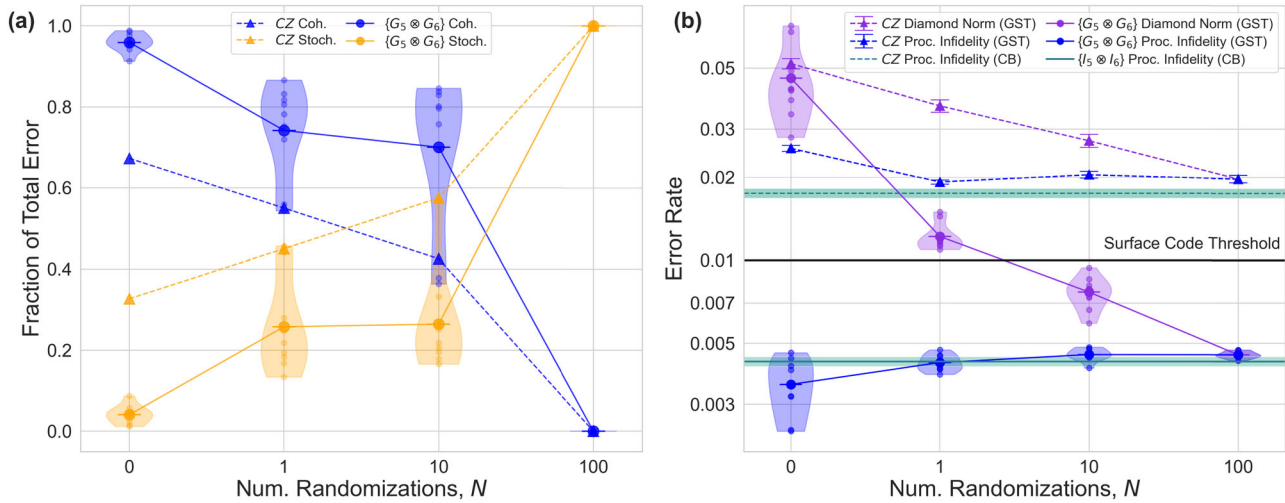 (a)
CZ Coh.
CZ Stoch.
{G₅ ⊗ G₆} Coh.
{G₅ ⊗ G₆} Stoch.
Fraction of Total Error
1.0
0.8
0.6
0.4
0.2
0.0
0 1 10 100
Num. Randomizations, N
(b)
CZ Diamond Norm (GST)
CZ Proc. Infidelity (GST)
CZ Proc. Infidelity (CB)
{G₅ ⊗ G₆} Diamond Norm (GST)
{G₅ ⊗ G₆} Proc. Infidelity (GST)
{I₅ ⊗ I₆} Proc. Infidelity (CB)
Error Rate
0.05
0.03
0.02
0.01
0.007
0.005
0.003
Surface Code Threshold
0 1 10 100
Num. Randomizations, N